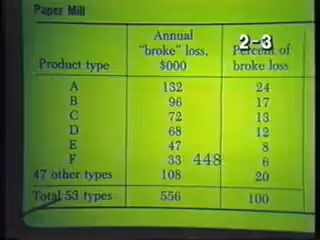 Paper Mill
2-3
Product type Annual "broke" loss, $000 Percent of broke loss
A 132 24
B 96 17
C 72 13
D 68 12
E 47 8
F 33 448 6
47 other types 108 20
Total 53 types 556 100